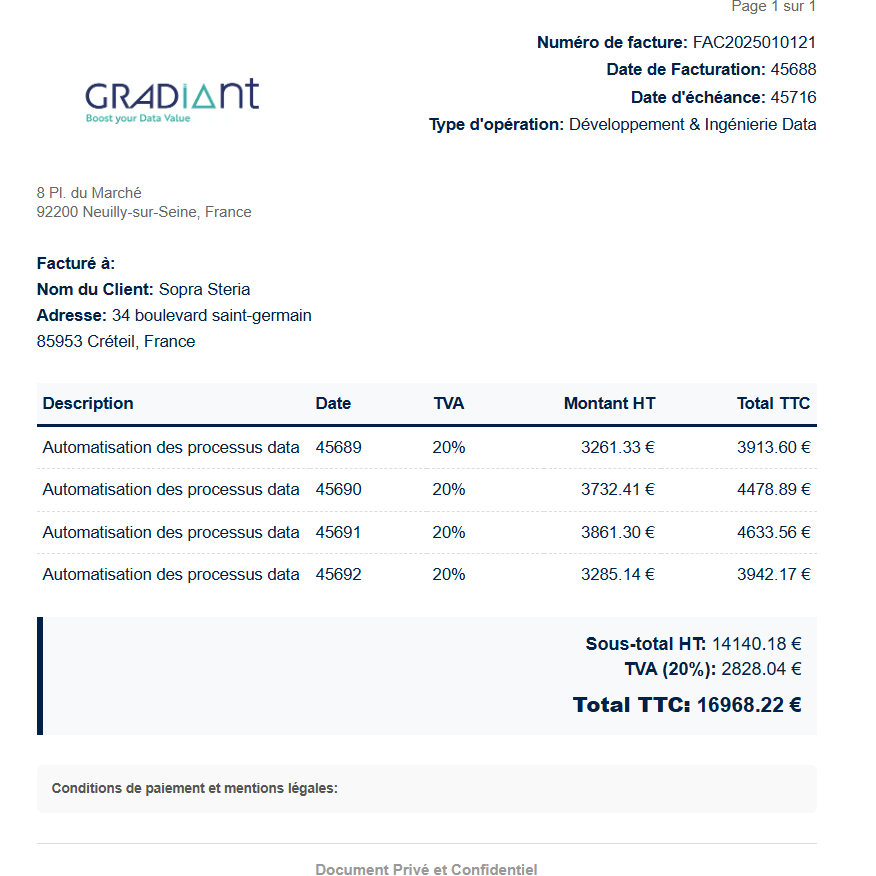 Page 1 sur 1
Numéro de facture: FAC2025010121
Date de Facturation: 45688
Date d'échéance: 45716
Type d'opération: Développement & Ingénierie Data
GRADIANT
Boost your Data Value
8 Pl. du Marché
92200 Neuilly-sur-Seine, France
Facturé à:
Nom du Client: Sopra Steria
Adresse: 34 boulevard saint-germain
85953 Créteil, France
Description Date TVA Montant HT Total TTC
Automatisation des processus data 45689 20% 3261.33 € 3913.60 €
Automatisation des processus data 45690 20% 3732.41 € 4478.89 €
Automatisation des processus data 45691 20% 3861.30 € 4633.56 €
Automatisation des processus data 45692 20% 3285.14 € 3942.17 €
Sous-total HT: 14140.18 €
TVA (20%): 2828.04 €
Total TTC: 16968.22 €
Conditions de paiement et mentions légales:
Document Privé et Confidentiel